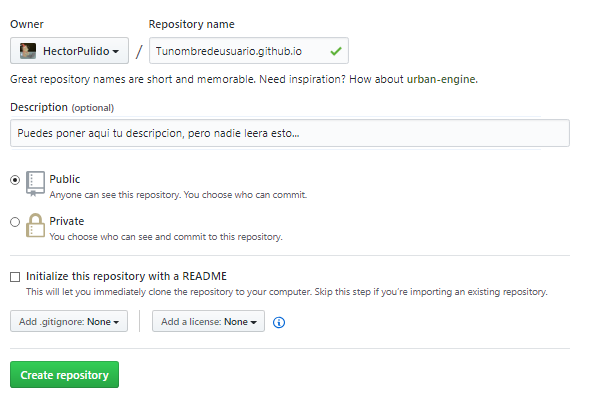 Owner Repository name
HectorPulido / Tunombredeusuario.github.io
Great repository names are short and memorable. Need inspiration? How about urban-engine.
Description (optional)
Puedes poner aqui tu descripcion, pero nadie leera esto...
Public
Anyone can see this repository. You choose who can commit.
Private
You choose who can see and commit to this repository.
Initialize this repository with a README
This will let you immediately clone the repository to your computer. Skip this step if you're importing an existing repository.
Add .gitignore: None Add a license: None
Create repository